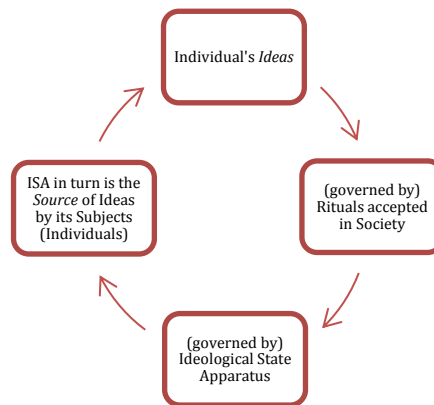 Individual's Ideas
(governed by)
Rituals accepted
in Society
(governed by)
Ideological State
Apparatus
ISA in turn is the
Source of Ideas
by its Subjects
(Individuals)